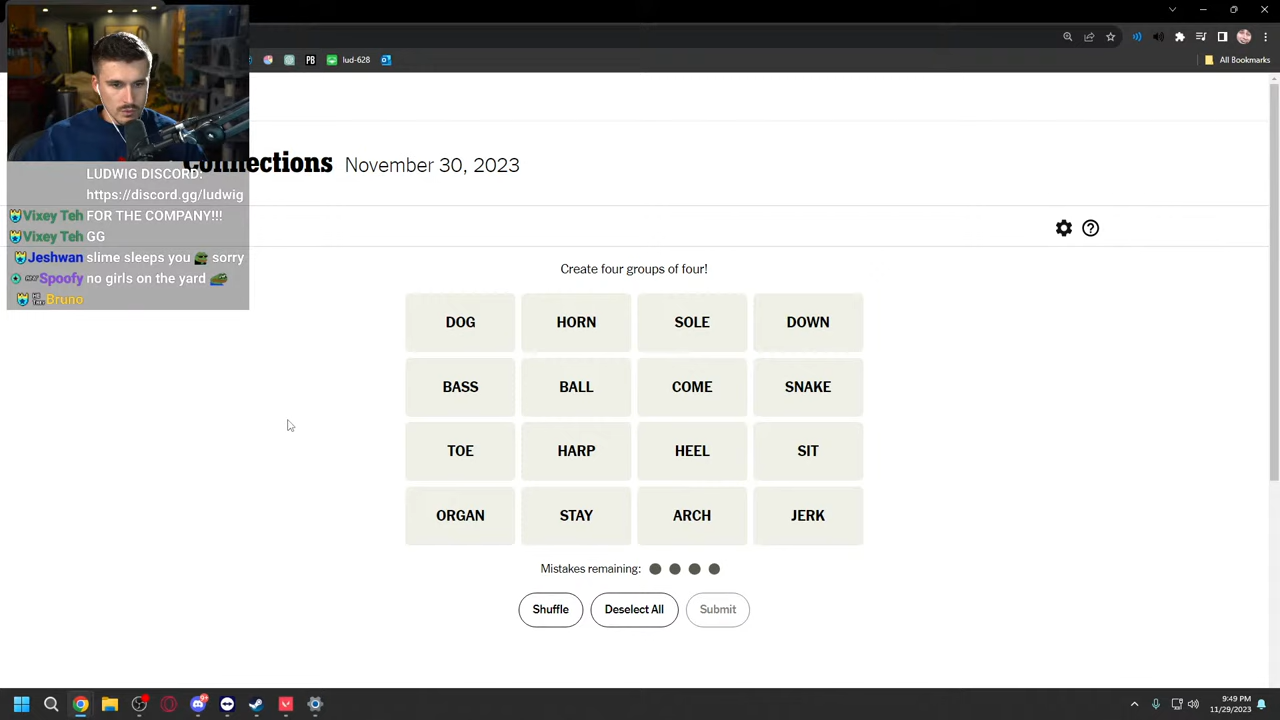 lud-628
All Bookmarks
Connections November 30, 2023
LUDWIG DISCORD:
https://discord.gg/ludwig
Vixey Teh FOR THE COMPANY!!!
Vixey Teh GG
Jeshwan slime sleeps you sorry
Spoofy no girls on the yard
Bruno
Create four groups of four!
DOG HORN SOLE DOWN
BASS BALL COME SNAKE
TOE HARP HEEL SIT
ORGAN STAY ARCH JERK
Mistakes remaining:
Shuffle Deselect All Submit
9:49 PM
11/29/2023